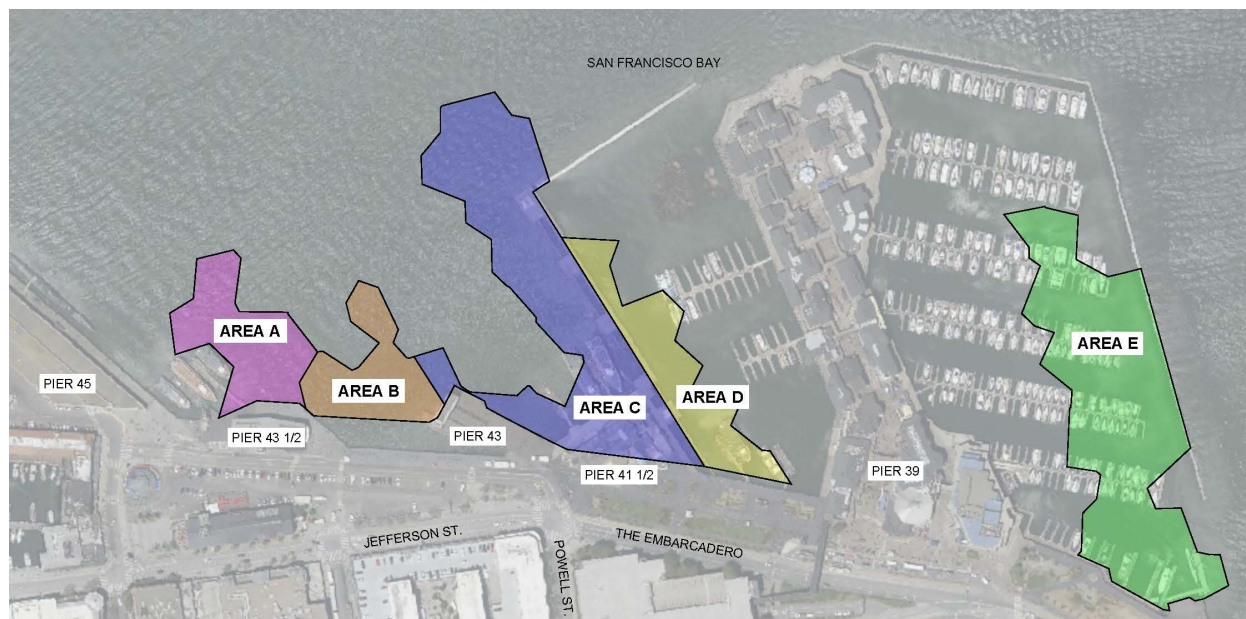 SAN FRANCISCO BAY
AREA A
AREA E
PIER 45
AREA B
AREA D
AREA C
PIER 43 1/2
PIER 43
PIER 41 1/2
PIER 39
JEFFERSON ST.
THE EMBARCADERO
POWELL ST.